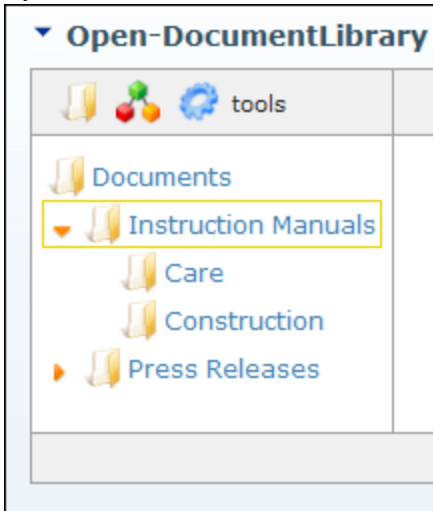 Open-DocumentLibrary
tools
Documents
Instruction Manuals
Care
Construction
Press Releases